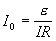 I₀ = ε / IR